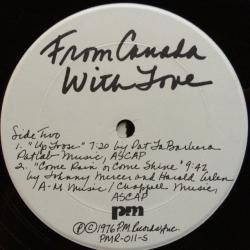 From Canada
With Love
Side Two
1. "Up Front" 7:20 by Pat LaBarbera
Patlab Music, ASCAP
2. "Come Rain or Come Shine" 9:42
by Johnny Mercer and Harold Arlen
A-M Music / Chappell Music,
ASCAP
pm
℗ © 1976 PM Records, Inc.
PMR-011-S